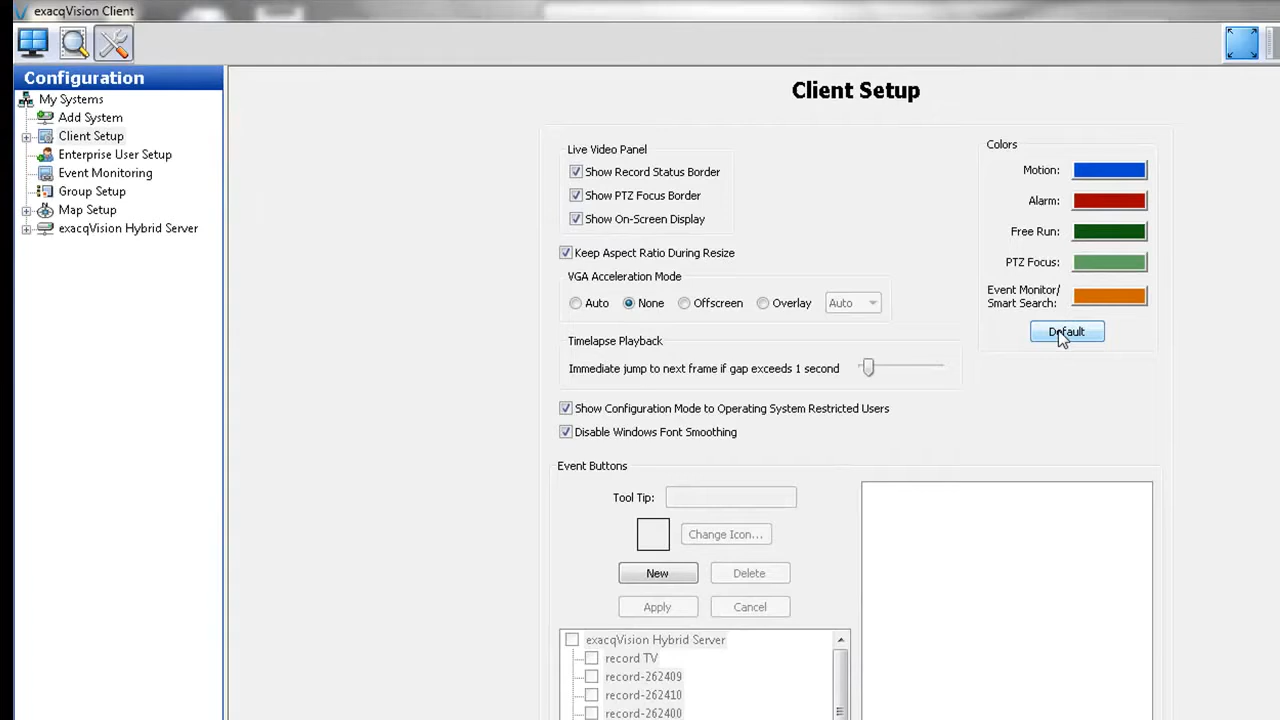 exacqVision Client
Configuration
My Systems
Add System
Client Setup
Enterprise User Setup
Event Monitoring
Group Setup
Map Setup
exacqVision Hybrid Server
Client Setup
Live Video Panel
Show Record Status Border
Show PTZ Focus Border
Show On-Screen Display
Keep Aspect Ratio During Resize
VGA Acceleration Mode
Auto None Offscreen Overlay Auto
Timelapse Playback
Immediate jump to next frame if gap exceeds 1 second
Show Configuration Mode to Operating System Restricted Users
Disable Windows Font Smoothing
Colors
Motion:
Alarm:
Free Run:
PTZ Focus:
Event Monitor/
Smart Search:
Default
Event Buttons
Tool Tip:
Change Icon...
New Delete
Apply Cancel
exacqVision Hybrid Server
record TV
record-262409
record-262410
record-262400